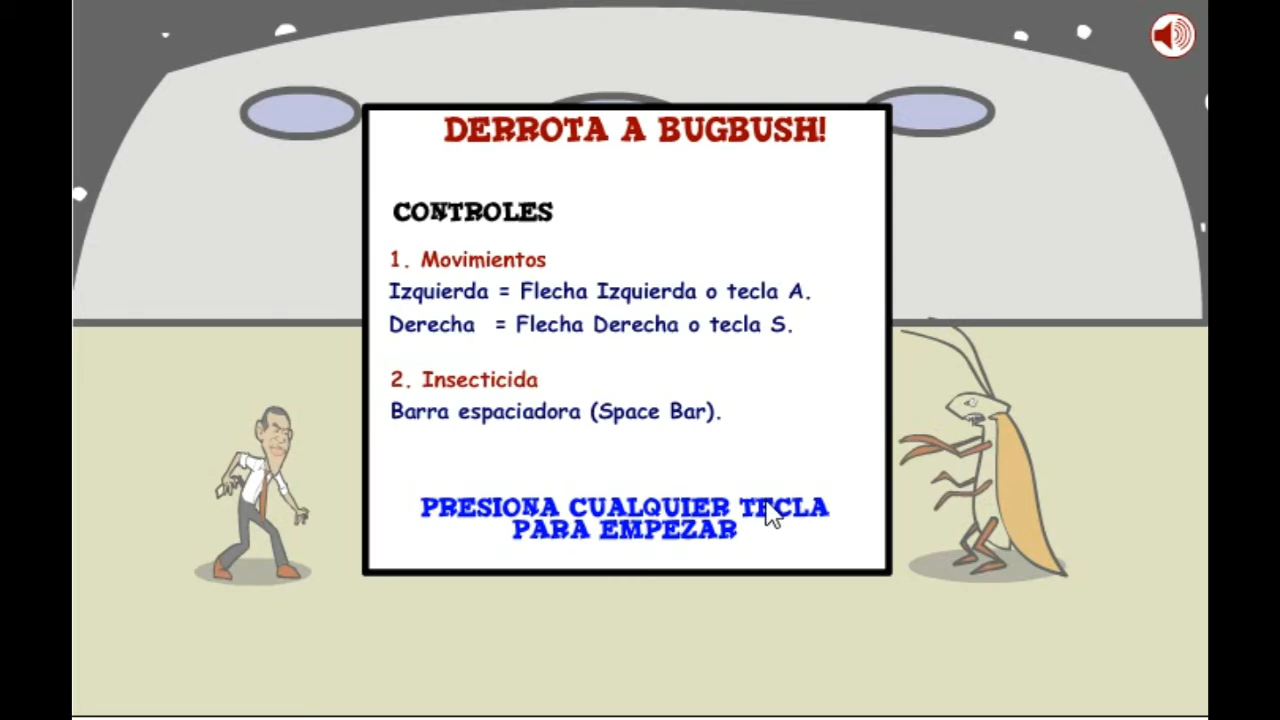 DERROTA A BUGBUSH!
CONTROLES
1. Movimientos
Izquierda = Flecha Izquierda o tecla A.
Derecha = Flecha Derecha o tecla S.
2. Insecticida
Barra espaciadora (Space Bar).
PRESIONA CUALQUIER TECLA
PARA EMPEZAR